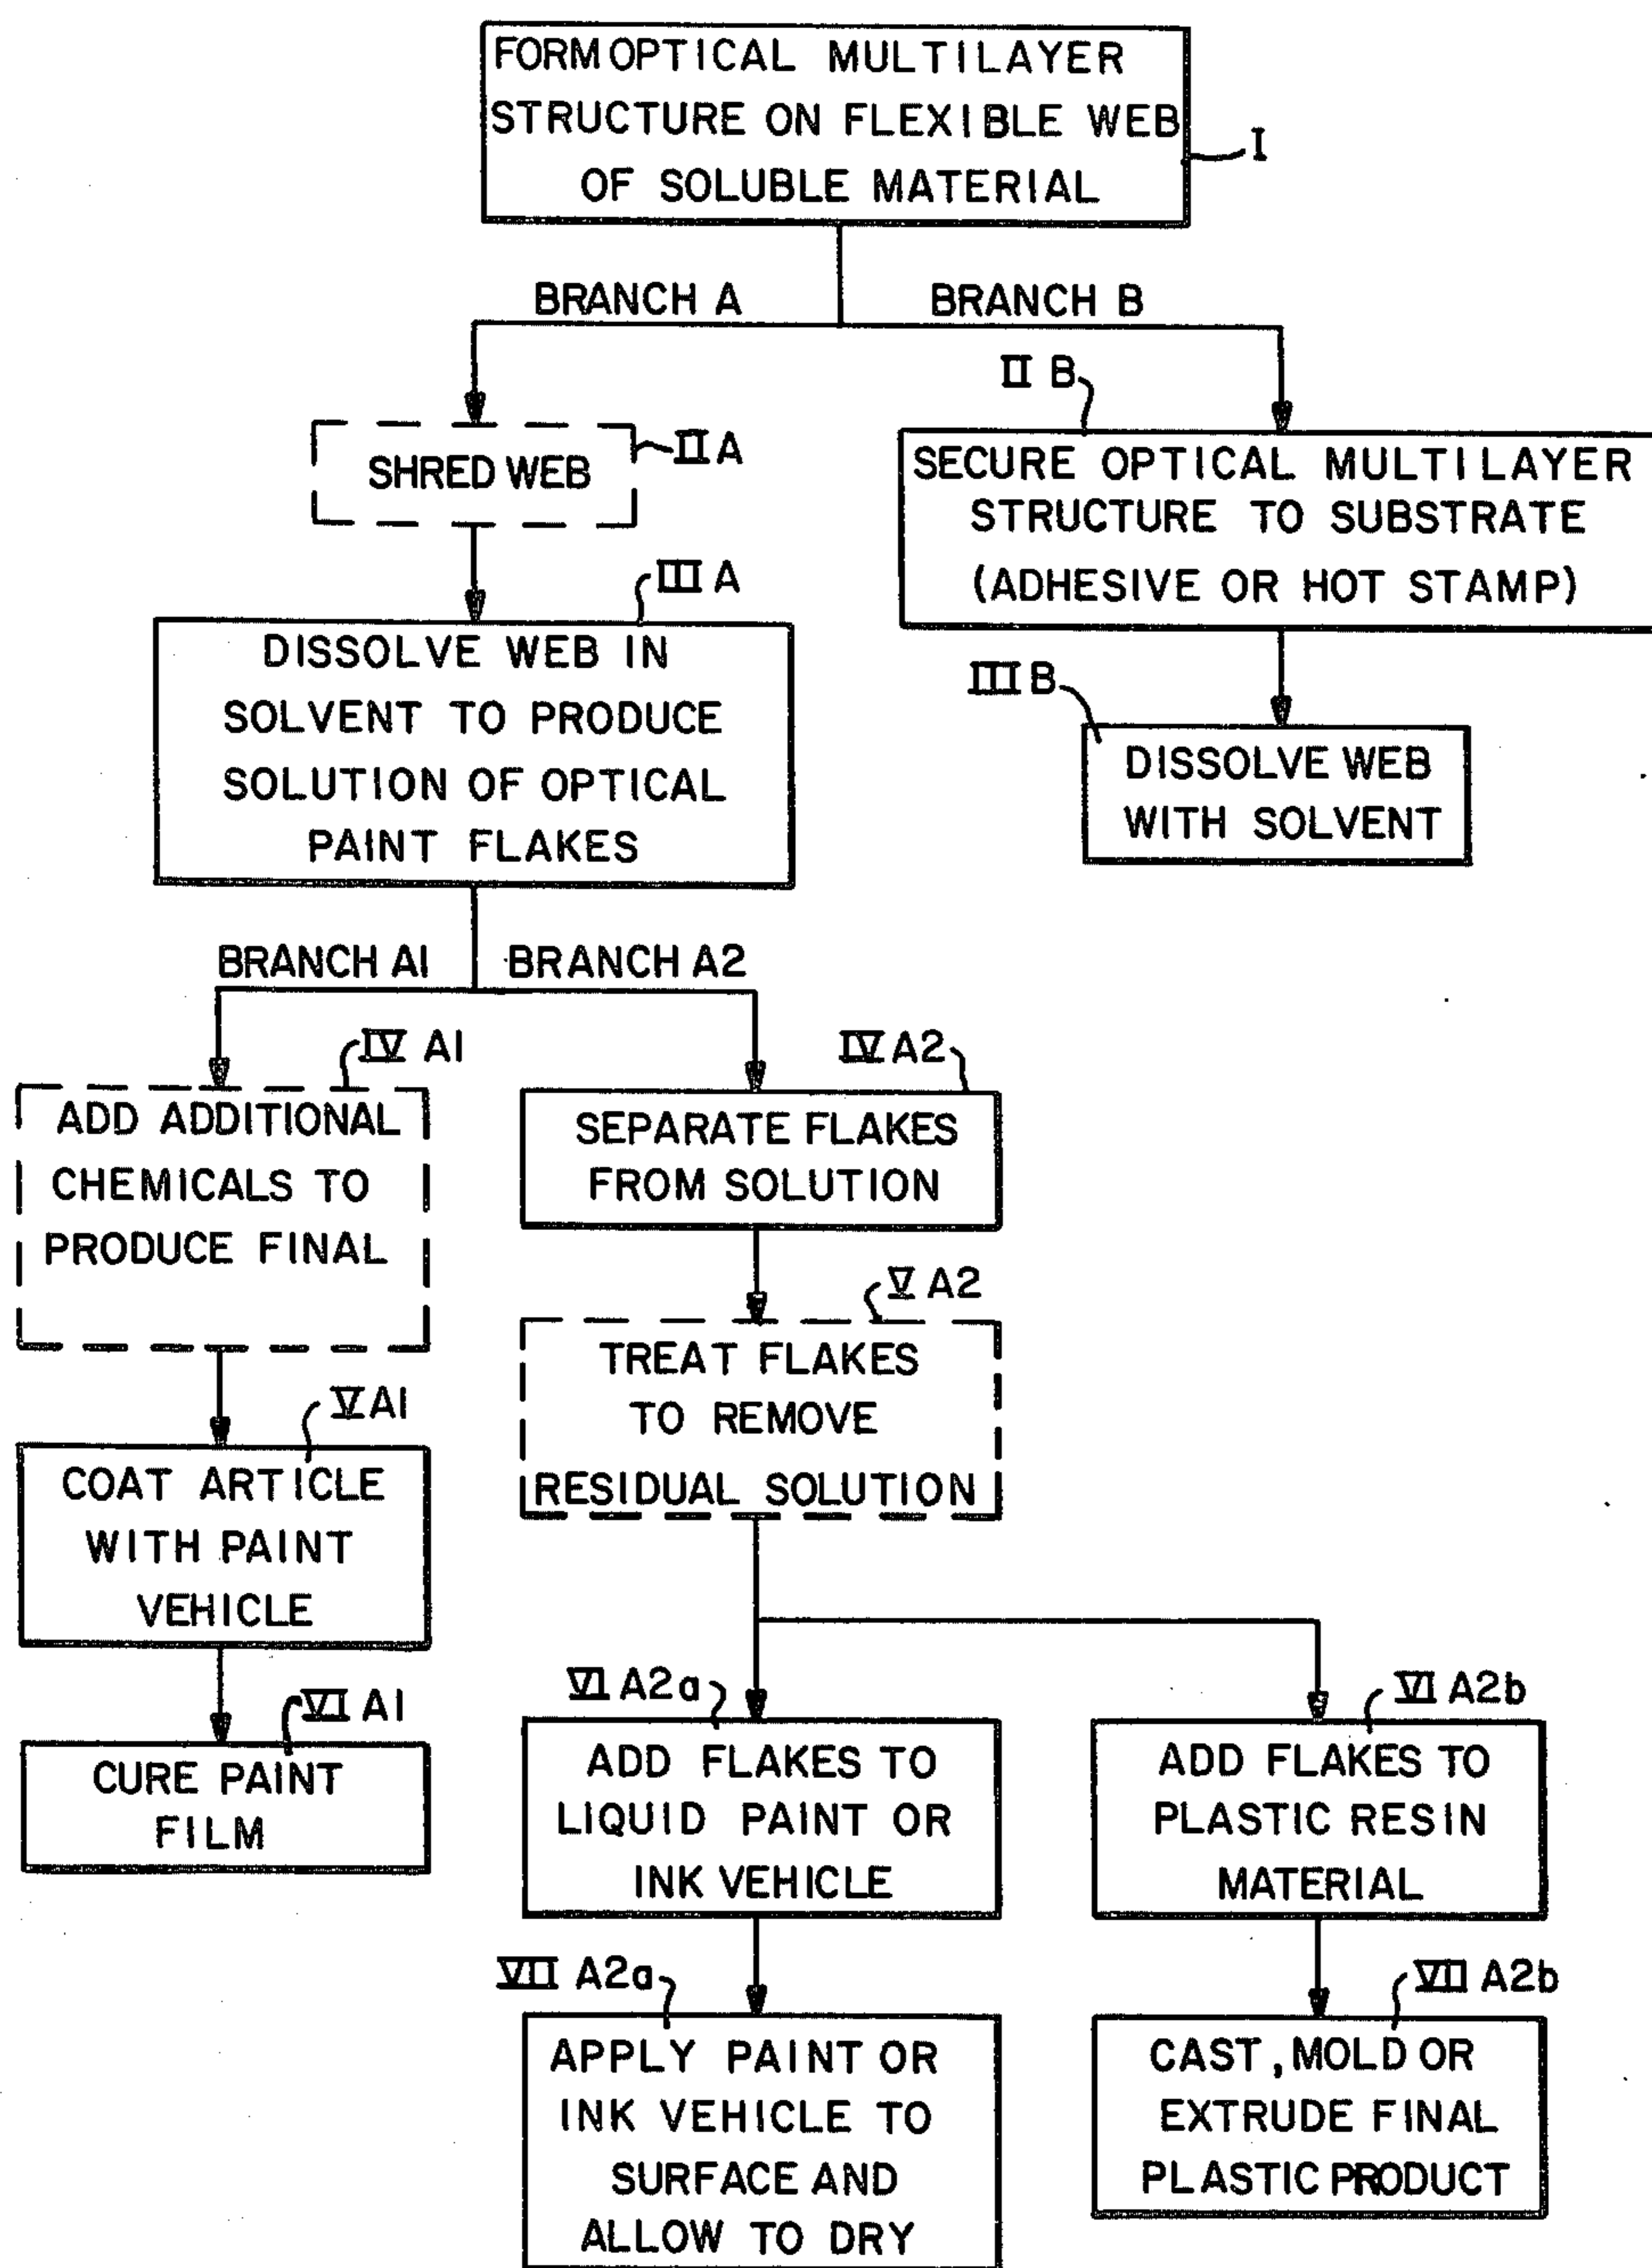 FORM OPTICAL MULTILAYER
STRUCTURE ON FLEXIBLE WEB
OF SOLUBLE MATERIAL
I
BRANCH A
BRANCH B
II A
SHRED WEB
II B
SECURE OPTICAL MULTILAYER
STRUCTURE TO SUBSTRATE
(ADHESIVE OR HOT STAMP)
III A
DISSOLVE WEB IN
SOLVENT TO PRODUCE
SOLUTION OF OPTICAL
PAINT FLAKES
III B
DISSOLVE WEB
WITH SOLVENT
BRANCH A1
BRANCH A2
IV A1
ADD ADDITIONAL
CHEMICALS TO
PRODUCE FINAL
IV A2
SEPARATE FLAKES
FROM SOLUTION
V A2
TREAT FLAKES
TO REMOVE
RESIDUAL SOLUTION
V A1
COAT ARTICLE
WITH PAINT
VEHICLE
VI A1
CURE PAINT
FILM
VI A2a
ADD FLAKES TO
LIQUID PAINT OR
INK VEHICLE
VI A2b
ADD FLAKES TO
PLASTIC RESIN
MATERIAL
VII A2a
APPLY PAINT OR
INK VEHICLE TO
SURFACE AND
ALLOW TO DRY
VII A2b
CAST, MOLD OR
EXTRUDE FINAL
PLASTIC PRODUCT